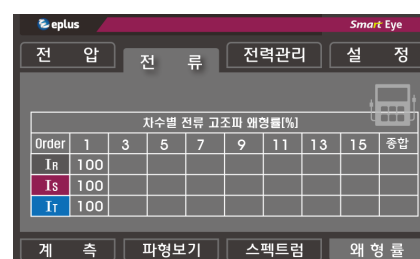 eplus Smart Eye
전 압 전 류 전력관리 설 정
차수별 전류 고조파 왜형률[%]
Order 1 3 5 7 9 11 13 15 종합
IR 100
IS 100
IT 100
계 측 파형보기 스펙트럼 왜 형 률